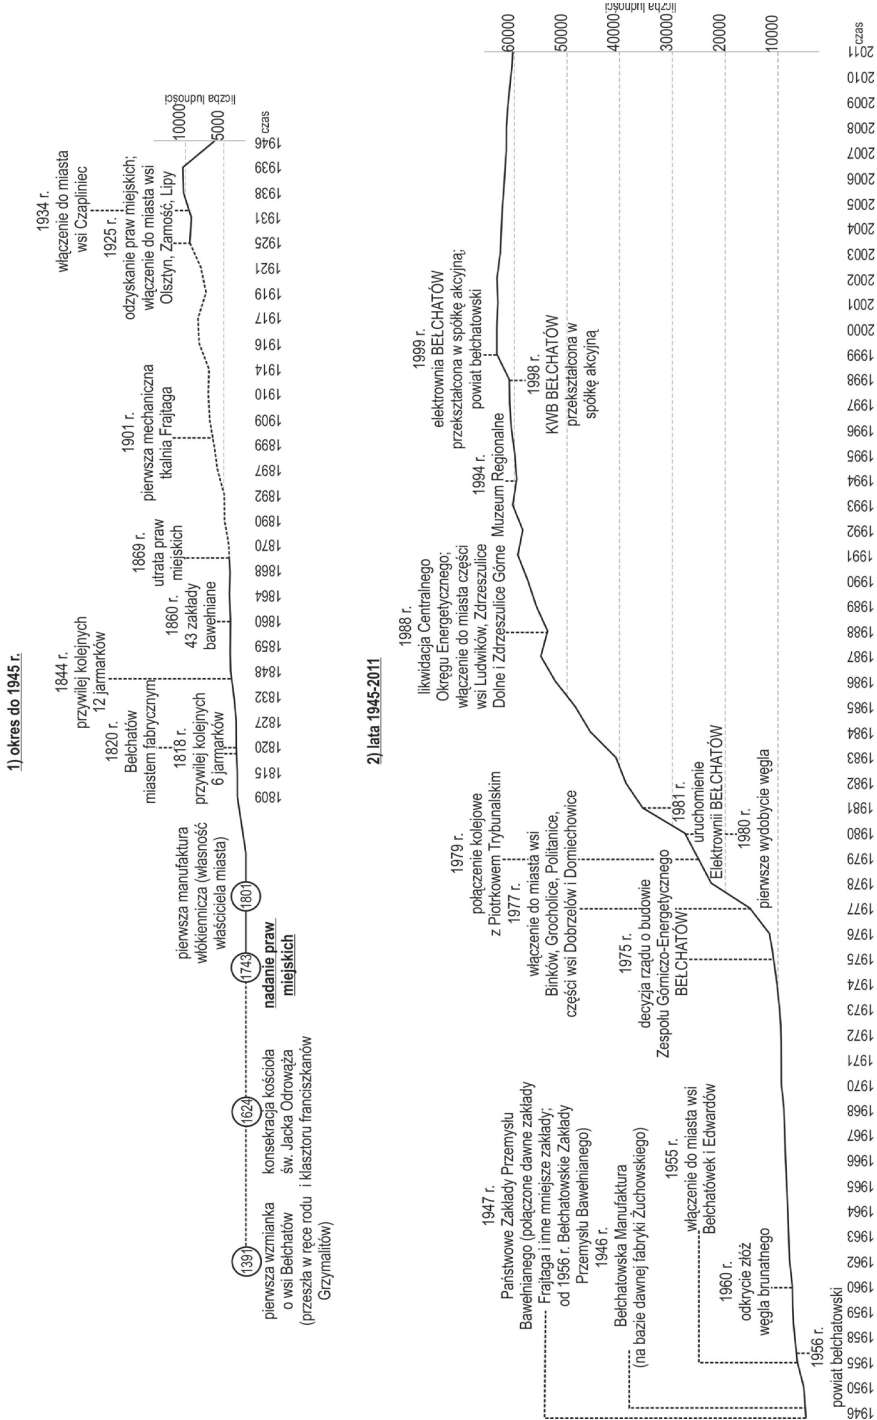 1) okres do 1945 r.
1391
pierwsza wzmianka
o wsi Bełchatów
(przeszła w ręce rodu
Grzymalitów)
1624
konsekracja kościoła
św. Jacka Odrowąża
i klasztoru franciszkanów
1743
nadanie praw
miejskich
1801
pierwsza manufaktura
włókiennicza (własność
właściciela miasta)
1818 r.
przywilej kolejnych
6 jarmarków
1820 r.
Bełchatów
miastem fabrycznym
1844 r.
przywilej kolejnych
12 jarmarków
1860 r.
43 zakłady
bawełniane
1869 r.
utrata praw
miejskich
1901 r.
pierwsza mechaniczna
tkalnia Frajtaga
1925 r.
odzyskanie praw miejskich;
włączenie do miasta wsi
Olsztyn, Zamość, Lipy
1934 r.
włączenie do miasta
wsi Czapliniec
liczba ludności
10000
5000
czas
1809
1815
1820
1827
1832
1848
1859
1860
1864
1868
1870
1890
1892
1897
1899
1909
1910
1914
1916
1917
1919
1921
1925
1931
1938
1939
1946
2) lata 1945-2011
1947 r.
Państwowe Zakłady Przemysłu
Bawełnianego (połączone dawne zakłady
Frajtaga i inne mniejsze zakłady;
od 1956 r. Bełchatowskie Zakłady
Przemysłu Bawełnianego)
1946 r.
Bełchatowska Manufaktura
(na bazie dawnej fabryki Żuchowskiego)
1955 r.
włączenie do miasta wsi
Bełchatówek i Edwardów
1960 r.
odkrycie złóż
węgla brunatnego
1956 r.
powiat bełchatowski
1979 r.
połączenie kolejowe
z Piotrkowem Trybunalskim
1977 r.
włączenie do miasta wsi
Binków, Grocholice, Politanice,
części wsi Dobrzelów i Domiechowice
1975 r.
decyzja rządu o budowie
Zespołu Górniczo-Energetycznego
BEŁCHATÓW
1981 r.
uruchomienie
Elektrownii BEŁCHATÓW
1980 r.
pierwsze wydobycie węgla
1988 r.
likwidacja Centralnego
Okręgu Energetycznego;
włączenie do miasta części
wsi Ludwików, Zdrzeszulice
Dolne i Zdrzeszulice Górne
1994 r.
Muzeum Regionalne
1999 r.
elektrownia BEŁCHATÓW
przekształcona w spółkę akcyjną;
powiat bełchatowski
1998 r.
KWB BEŁCHATÓW
przekształcona w
spółkę akcyjną
liczba ludności
60000
50000
40000
30000
20000
10000
czas
1946
1950
1955
1958
1959
1960
1962
1963
1964
1965
1966
1967
1968
1970
1971
1972
1973
1974
1975
1976
1977
1978
1979
1980
1981
1982
1983
1984
1985
1986
1987
1988
1989
1990
1991
1992
1993
1994
1995
1996
1997
1998
1999
2000
2001
2002
2003
2004
2005
2006
2007
2008
2009
2010
2011